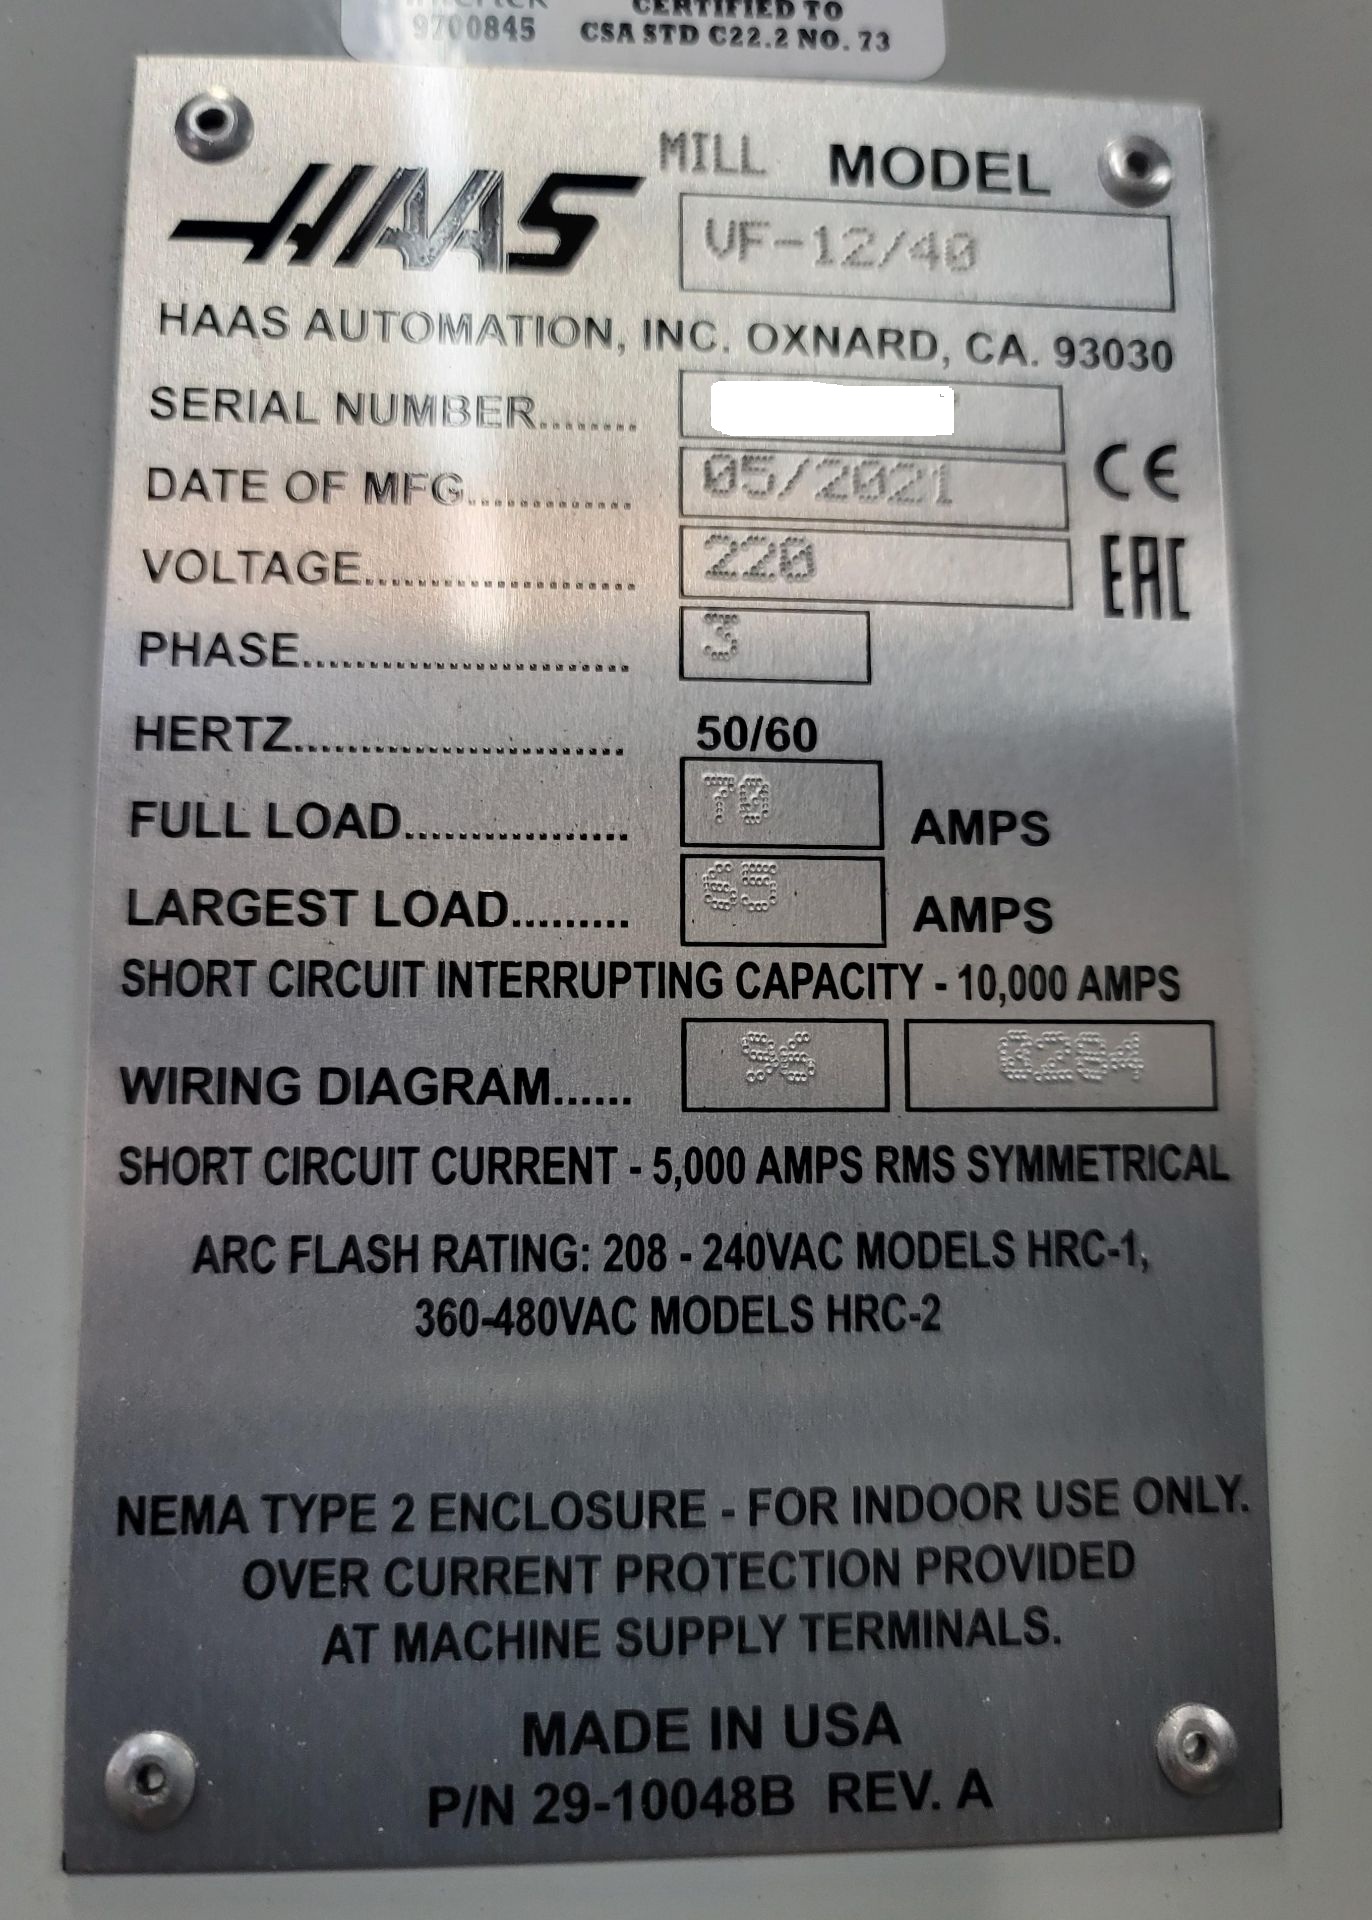 9700845
CERTIFIED TO
CSA STD C22.2 NO. 73
HAAS
MILL MODEL
VF-12/40
HAAS AUTOMATION, INC. OXNARD, CA. 93030
SERIAL NUMBER........
DATE OF MFG............. 05/2021
VOLTAGE...................... 220
PHASE........................... 3
HERTZ........................... 50/60
FULL LOAD.................. 70 AMPS
LARGEST LOAD......... 65 AMPS
SHORT CIRCUIT INTERRUPTING CAPACITY - 10,000 AMPS
WIRING DIAGRAM...... 96 0284
SHORT CIRCUIT CURRENT - 5,000 AMPS RMS SYMMETRICAL
ARC FLASH RATING: 208 - 240VAC MODELS HRC-1,
360-480VAC MODELS HRC-2
NEMA TYPE 2 ENCLOSURE - FOR INDOOR USE ONLY.
OVER CURRENT PROTECTION PROVIDED
AT MACHINE SUPPLY TERMINALS.
MADE IN USA
P/N 29-10048B REV. A
CE
EAC